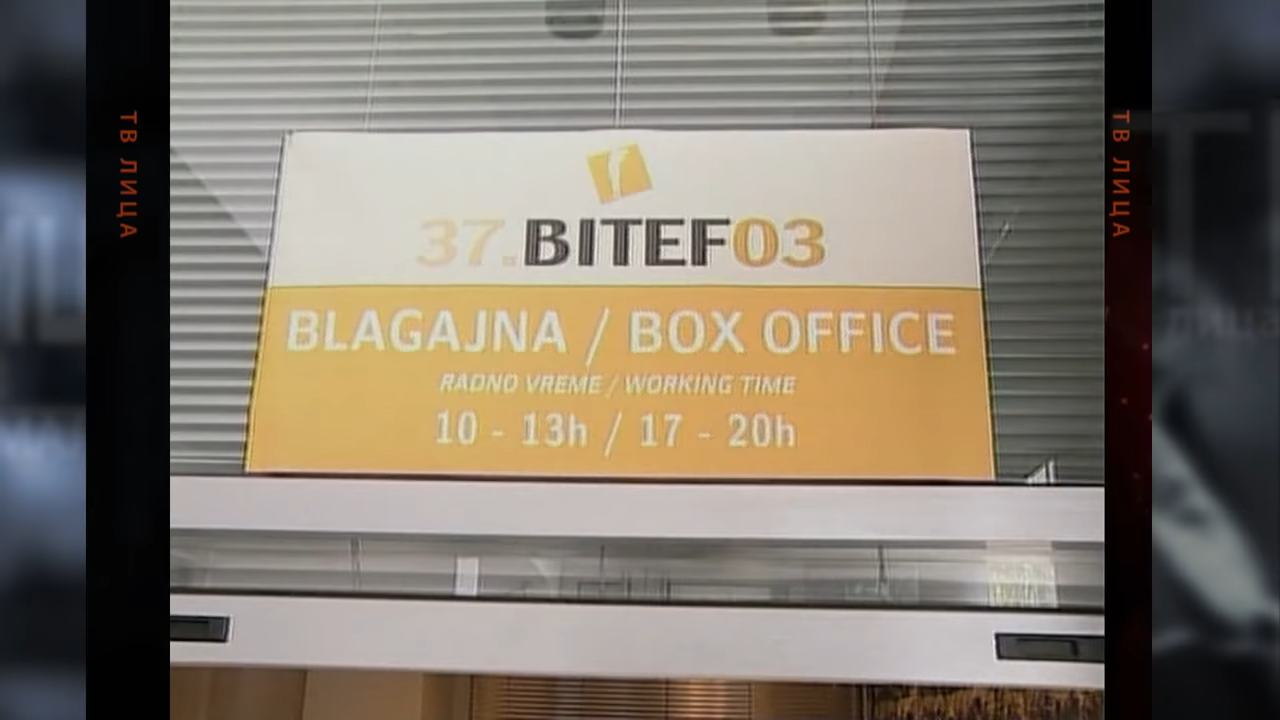 ТВ ЛИЦА
37.BITEF03
BLAGAJNA / BOX OFFICE
RADNO VREME / WORKING TIME
10 - 13h / 17 - 20h
ТВ ЛИЦА